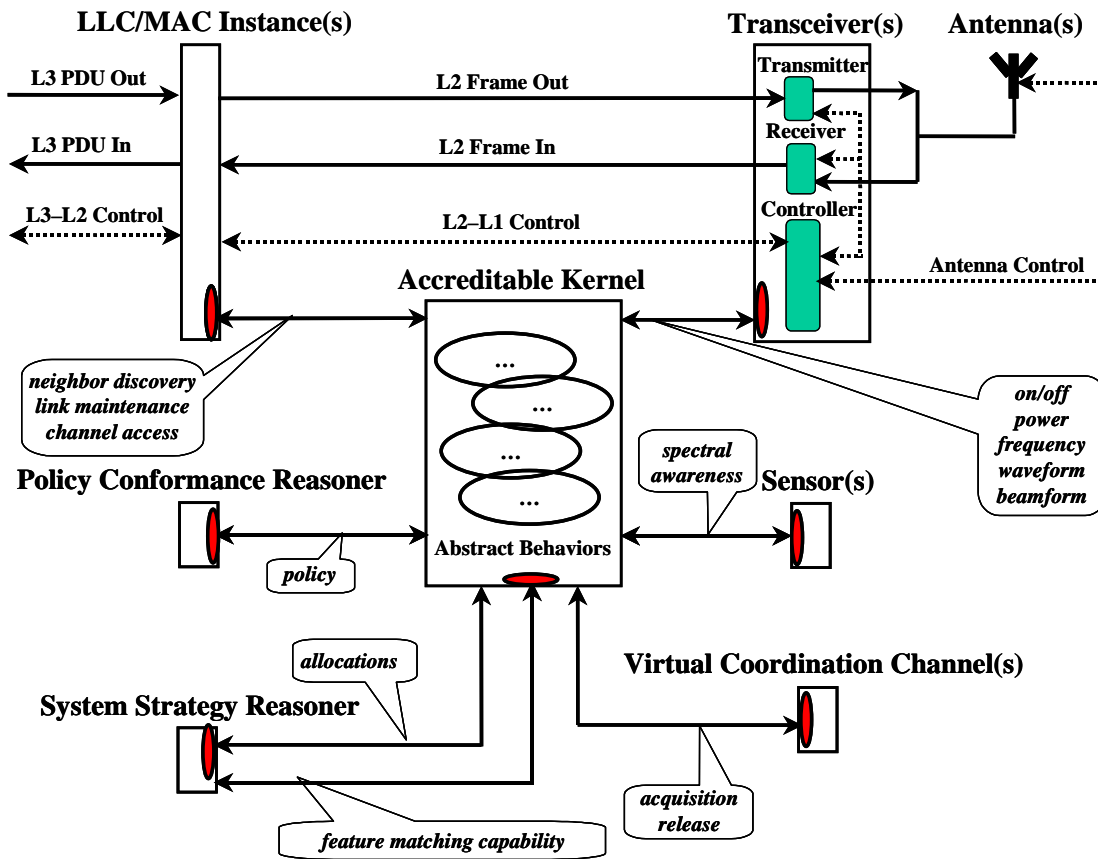 LLC/MAC Instance(s)
Transceiver(s)
Antenna(s)
L3 PDU Out
L2 Frame Out
Transmitter
L3 PDU In
L2 Frame In
Receiver
L3–L2 Control
L2–L1 Control
Controller
Antenna Control
Accreditable Kernel
...
...
...
...
Abstract Behaviors
neighbor discovery
link maintenance
channel access
on/off
power
frequency
waveform
beamform
Policy Conformance Reasoner
policy
spectral
awareness
Sensor(s)
allocations
System Strategy Reasoner
feature matching capability
Virtual Coordination Channel(s)
acquisition
release